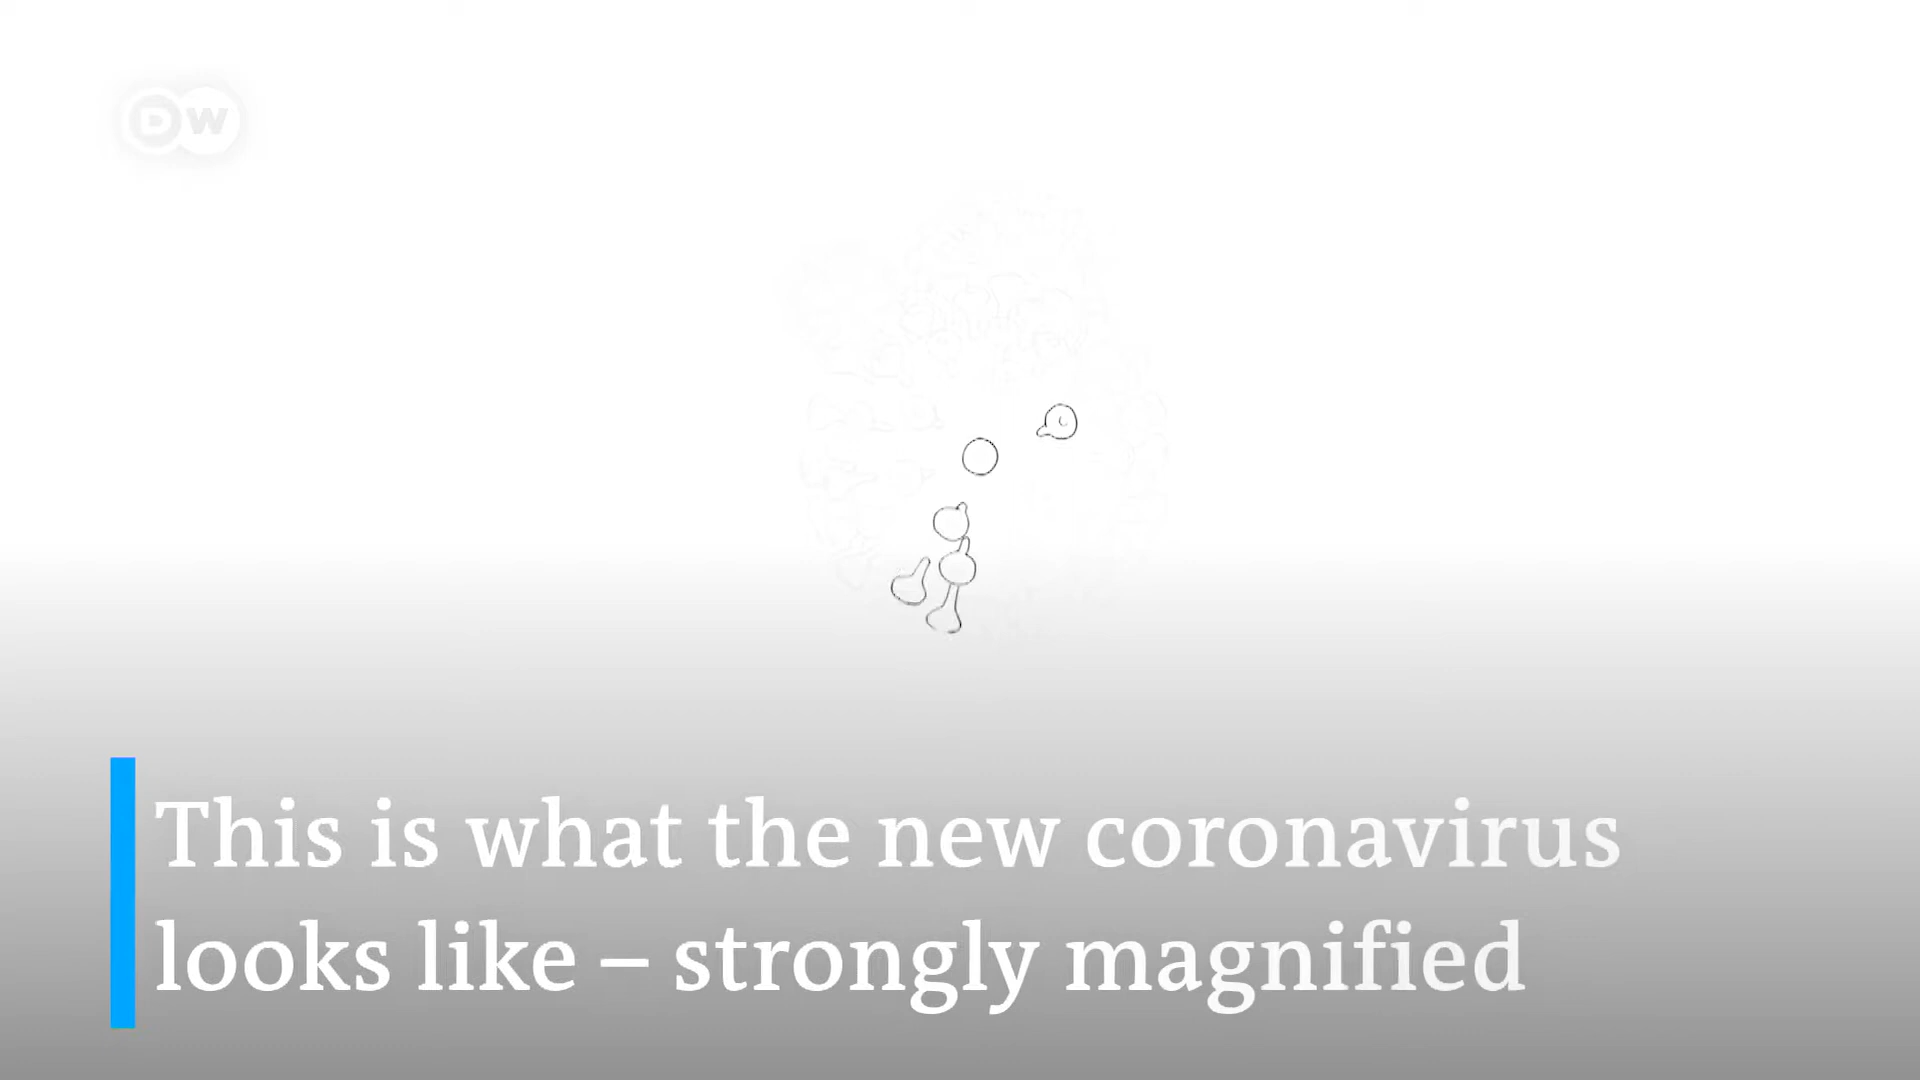 DW
This is what the new coronavirus
looks like – strongly magnified